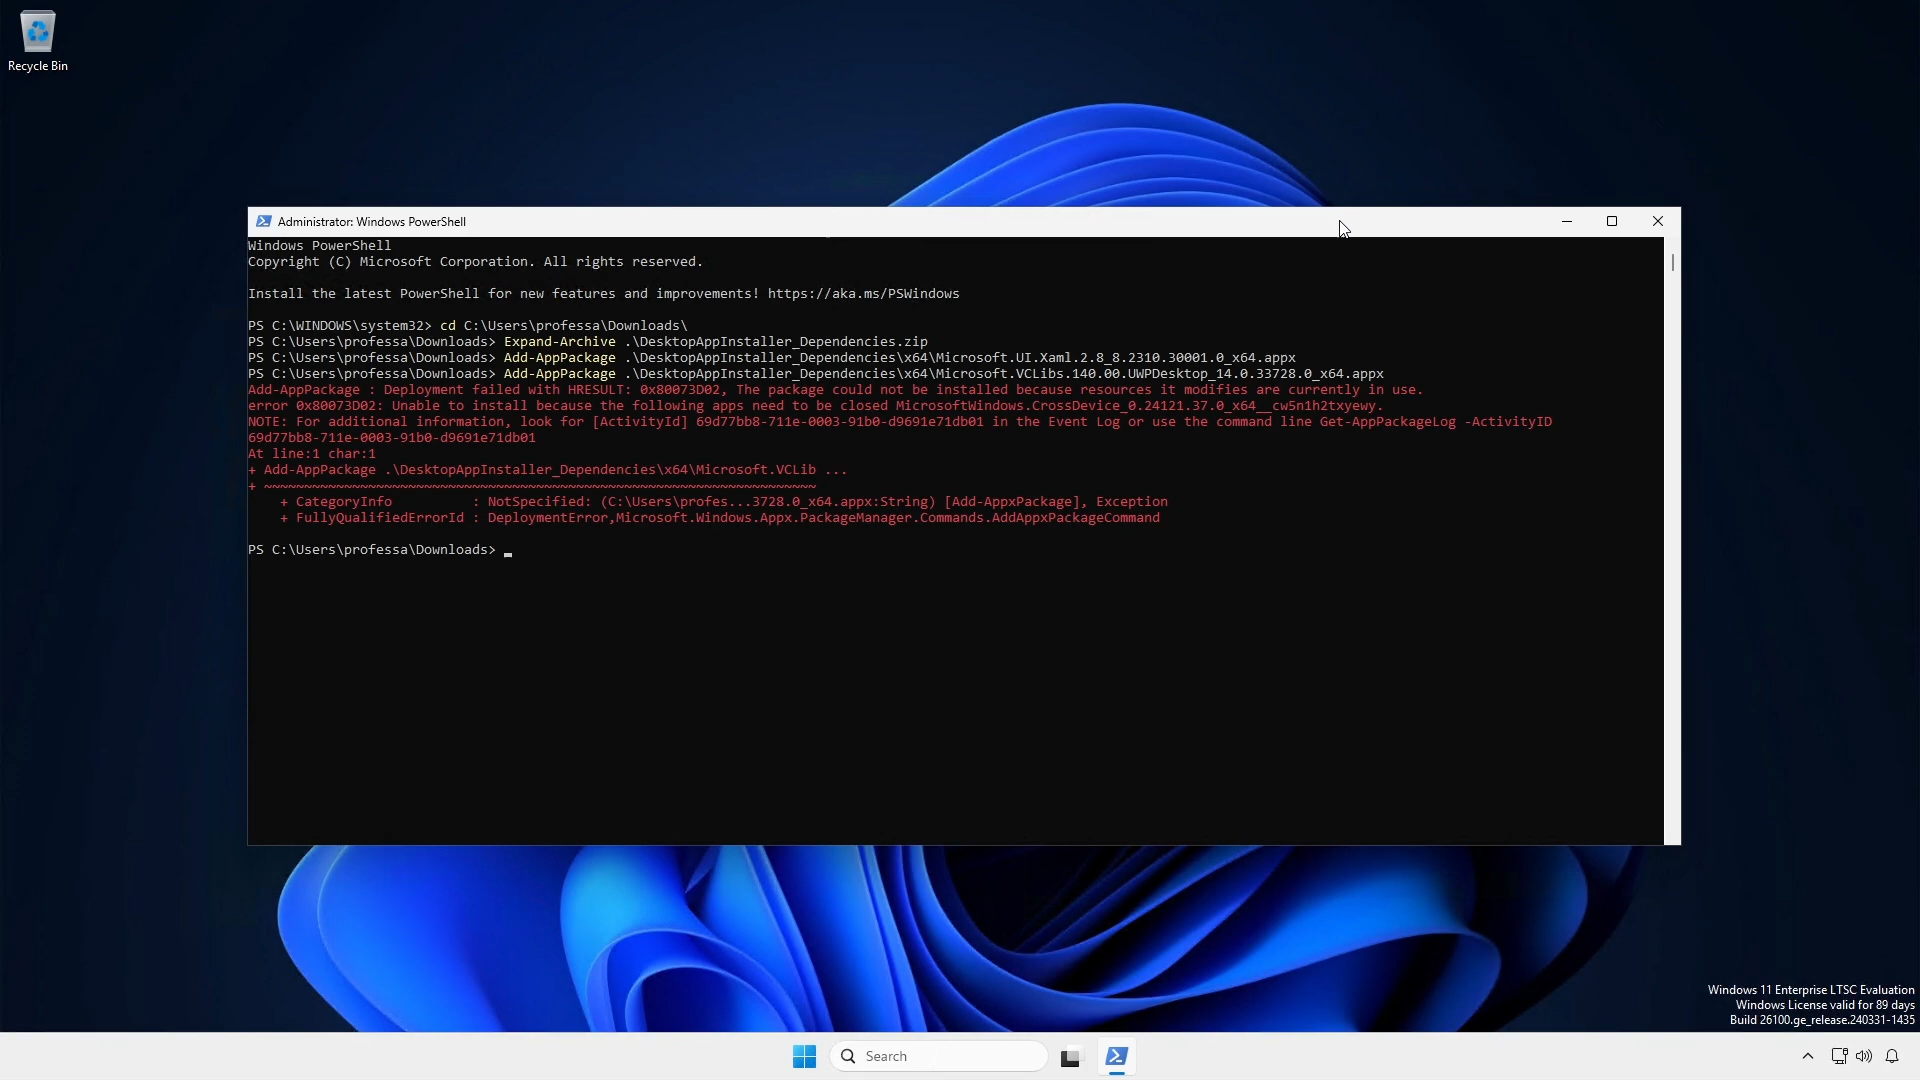 Recycle Bin
Administrator: Windows PowerShell
Windows PowerShell
Copyright (C) Microsoft Corporation. All rights reserved.
Install the latest PowerShell for new features and improvements! https://aka.ms/PSWindows
PS C:\WINDOWS\system32> cd C:\Users\professa\Downloads\
PS C:\Users\professa\Downloads> Expand-Archive .\DesktopAppInstaller_Dependencies.zip
PS C:\Users\professa\Downloads> Add-AppPackage .\DesktopAppInstaller_Dependencies\x64\Microsoft.UI.Xaml.2.8_8.2310.30001.0_x64.appx
PS C:\Users\professa\Downloads> Add-AppPackage .\DesktopAppInstaller_Dependencies\x64\Microsoft.VCLibs.140.00.UWPDesktop_14.0.33728.0_x64.appx
Add-AppPackage : Deployment failed with HRESULT: 0x80073D02, The package could not be installed because resources it modifies are currently in use.
error 0x80073D02: Unable to install because the following apps need to be closed MicrosoftWindows.CrossDevice_0.24121.37.0_x64__cw5n1h2txyewy.
NOTE: For additional information, look for [ActivityId] 69d77bb8-711e-0003-91b0-d9691e71db01 in the Event Log or use the command line Get-AppPackageLog -ActivityID
69d77bb8-711e-0003-91b0-d9691e71db01
At line:1 char:1
+ Add-AppPackage .\DesktopAppInstaller_Dependencies\x64\Microsoft.VCLib ...
+ ~~~~~~~~~~~~~~~~~~~~~~~~~~~~~~~~~~~~~~~~~~~~~~~~~~~~~~~~~~~~~~~~~~~~~
+ CategoryInfo : NotSpecified: (C:\Users\profes...3728.0_x64.appx:String) [Add-AppxPackage], Exception
+ FullyQualifiedErrorId : DeploymentError,Microsoft.Windows.Appx.PackageManager.Commands.AddAppxPackageCommand
PS C:\Users\professa\Downloads> _
Windows 11 Enterprise LTSC Evaluation
Windows License valid for 89 days
Build 26100.ge_release.240331-1435
Search